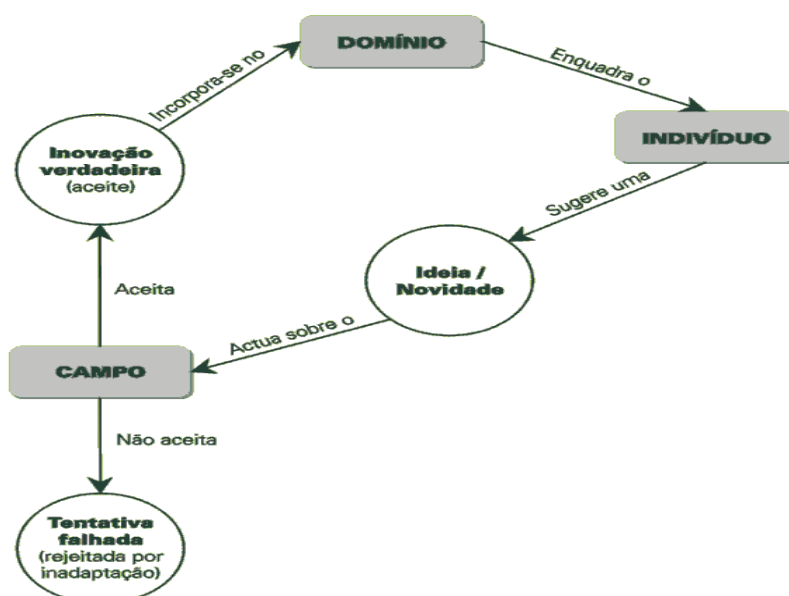 DOMÍNIO
Incorpora-se no
Enquadra o
INDIVÍDUO
Inovação
verdadeira
(aceite)
Sugere uma
Ideia /
Novidade
Aceita
Actua sobre o
CAMPO
Não aceita
Tentativa
falhada
(rejeitada por
inadaptação)